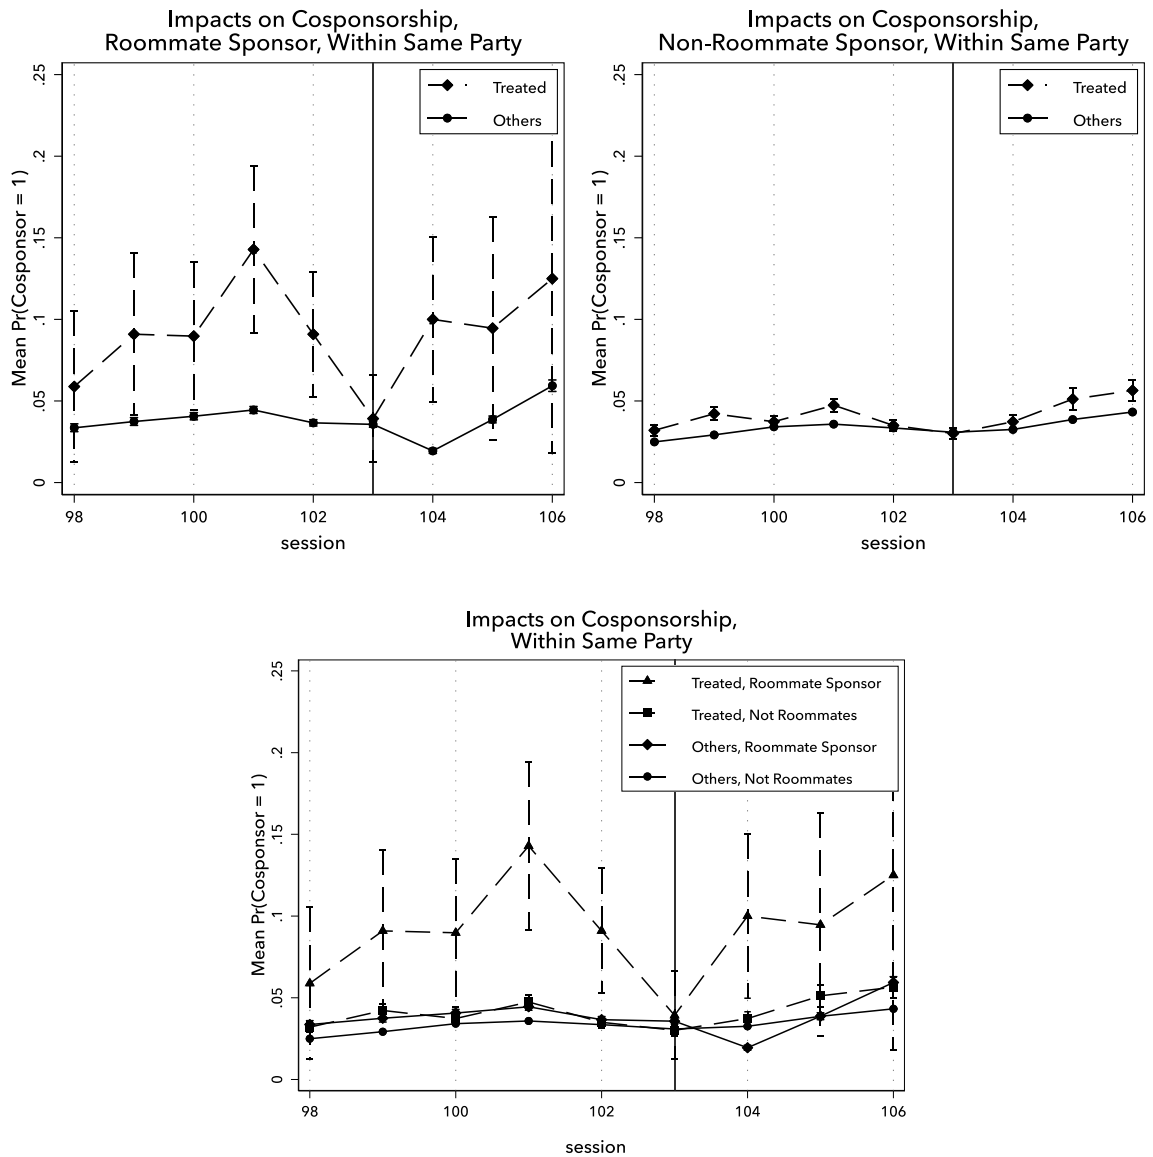 Impacts on Cosponsorship,
Roommate Sponsor, Within Same Party
Mean Pr(Cosponsor = 1)
.25
.2
.15
.1
.05
0
Treated
Others
98
100
102
104
106
session
Impacts on Cosponsorship,
Non-Roommate Sponsor, Within Same Party
Mean Pr(Cosponsor = 1)
.25
.2
.15
.1
.05
0
Treated
Others
98
100
102
104
106
session
Impacts on Cosponsorship,
Within Same Party
Mean Pr(Cosponsor = 1)
.25
.2
.15
.1
.05
0
Treated, Roommate Sponsor
Treated, Not Roommates
Others, Roommate Sponsor
Others, Not Roommates
98
100
102
104
106
session